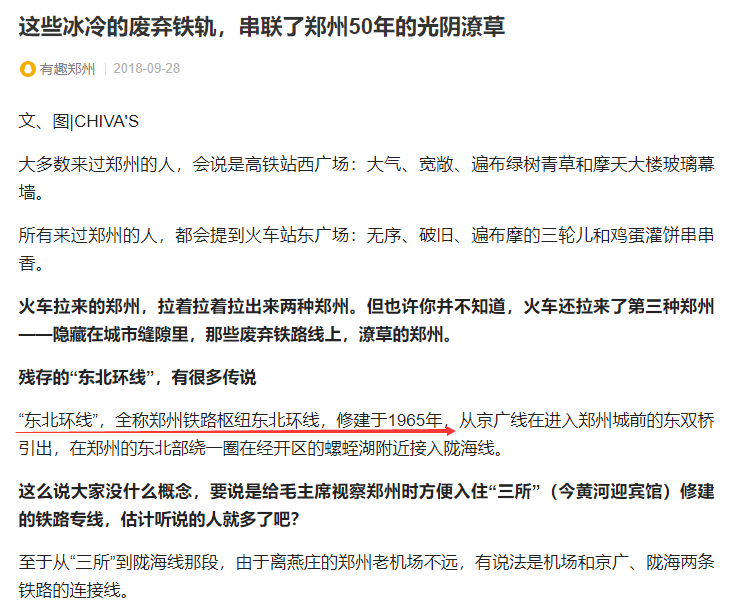 这些冰冷的废弃铁轨，串联了郑州50年的光阴潦草
有趣郑州 | 2018-09-28
文、图|CHIVA'S
大多数来过郑州的人，会说是高铁站西广场：大气、宽敞、遍布绿树青草和摩天大楼玻璃幕
墙。
所有来过郑州的人，都会提到火车站东广场：无序、破旧、遍布摩的三轮儿和鸡蛋灌饼串串
香。
火车拉来的郑州，拉着拉着拉出来两种郑州。但也许你并不知道，火车还拉来了第三种郑州
——隐藏在城市缝隙里，那些废弃铁路线上，潦草的郑州。
残存的“东北环线”，有很多传说
“东北环线”，全称郑州铁路枢纽东北环线，修建于1965年，从京广线在进入郑州城前的东双桥
引出，在郑州的东北部绕一圈在经开区的螺蛭湖附近接入陇海线。
这么说大家没什么概念，要说是给毛主席视察郑州时方便入住“三所”（今黄河迎宾馆）修建
的铁路专线，估计听说的人就多了吧？
至于从“三所”到陇海线那段，由于离燕庄的郑州老机场不远，有说法是机场和京广、陇海两条
铁路的连接线。